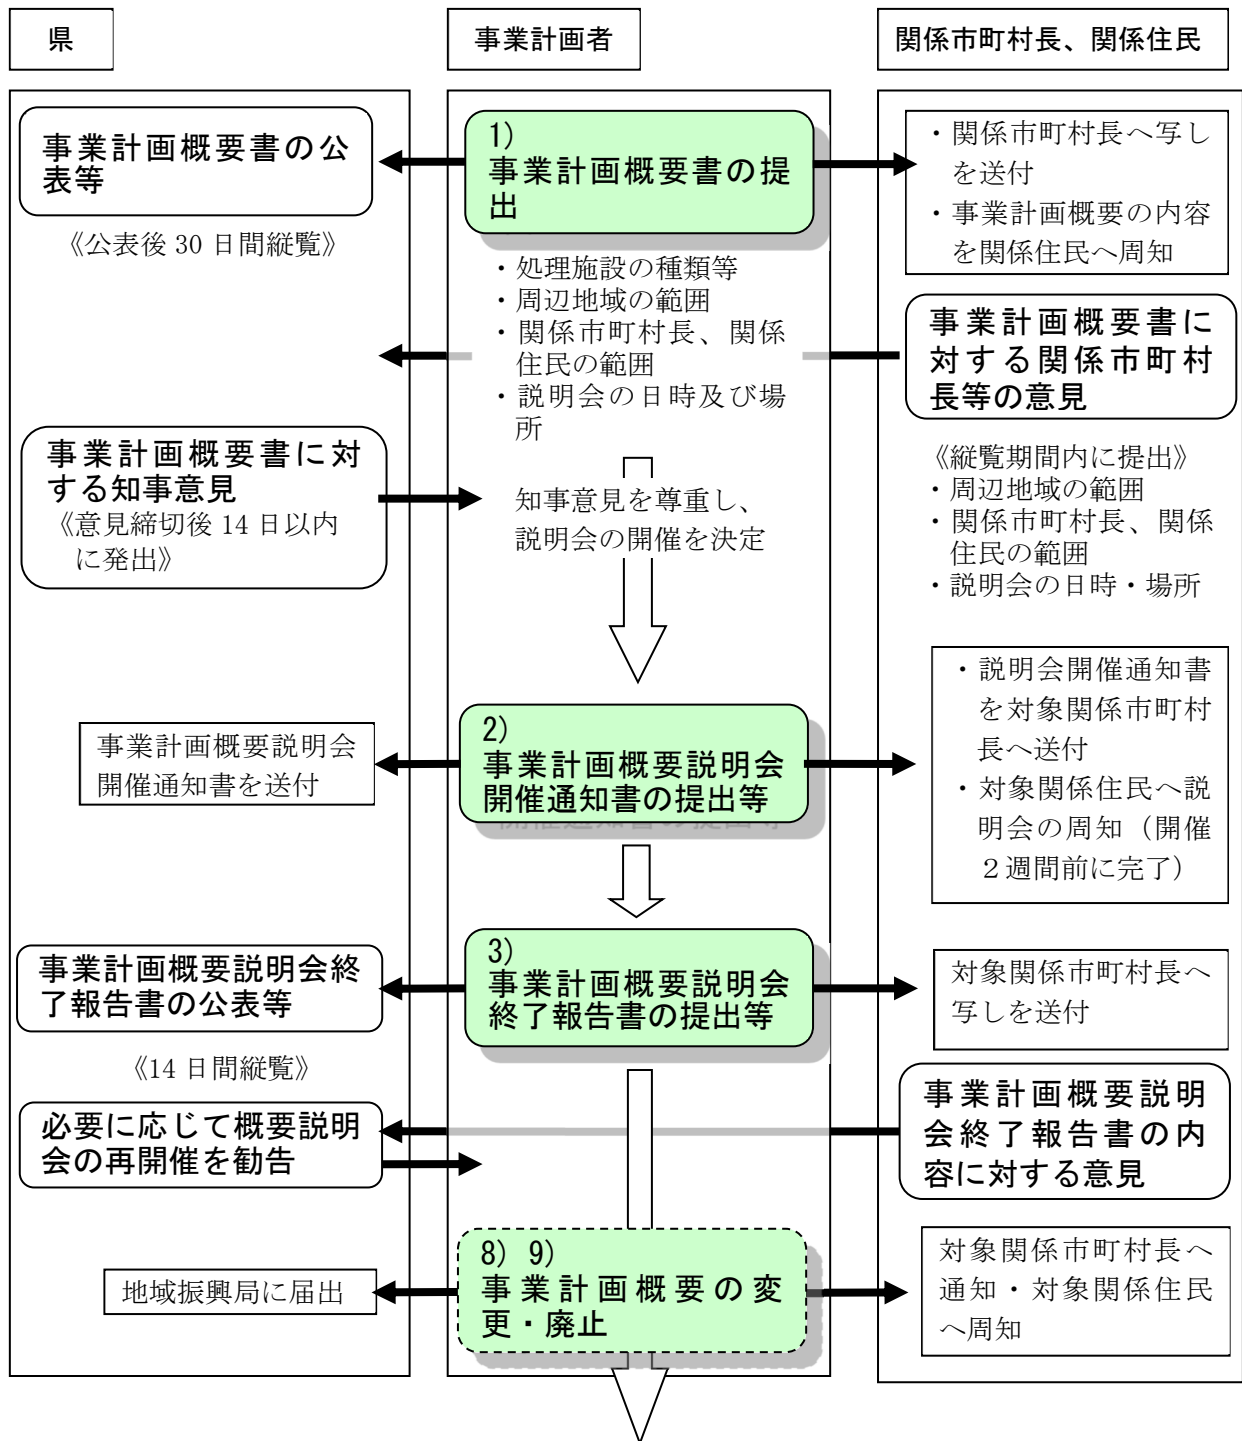 県
事業計画者
関係市町村長、関係住民
事業計画概要書の公
表等
《公表後 30 日間縦覧》
1)
事業計画概要書の提
出
・関係市町村長へ写し
を送付
・事業計画概要の内容
を関係住民へ周知
・処理施設の種類等
・周辺地域の範囲
・関係市町村長、関係
住民の範囲
・説明会の日時及び場
所
事業計画概要書に
対する関係市町村
長等の意見
《縦覧期間内に提出》
・周辺地域の範囲
・関係市町村長、関係
住民の範囲
・説明会の日時・場所
事業計画概要書に対
する知事意見
《意見締切後 14 日以内
に発出》
知事意見を尊重し、
説明会の開催を決定
事業計画概要説明会
開催通知書を送付
2)
事業計画概要説明会
開催通知書の提出等
・説明会開催通知書
を対象関係市町村
長へ送付
・対象関係住民へ説
明会の周知（開催
２週間前に完了）
事業計画概要説明会終
了報告書の公表等
《14 日間縦覧》
3)
事業計画概要説明会
終了報告書の提出等
対象関係市町村長へ
写しを送付
必要に応じて概要説明
会の再開催を勧告
事業計画概要説明
会終了報告書の内
容に対する意見
地域振興局に届出
8) 9)
事業計画概要の変
更・廃止
対象関係市町村長へ
通知・対象関係住民
へ周知